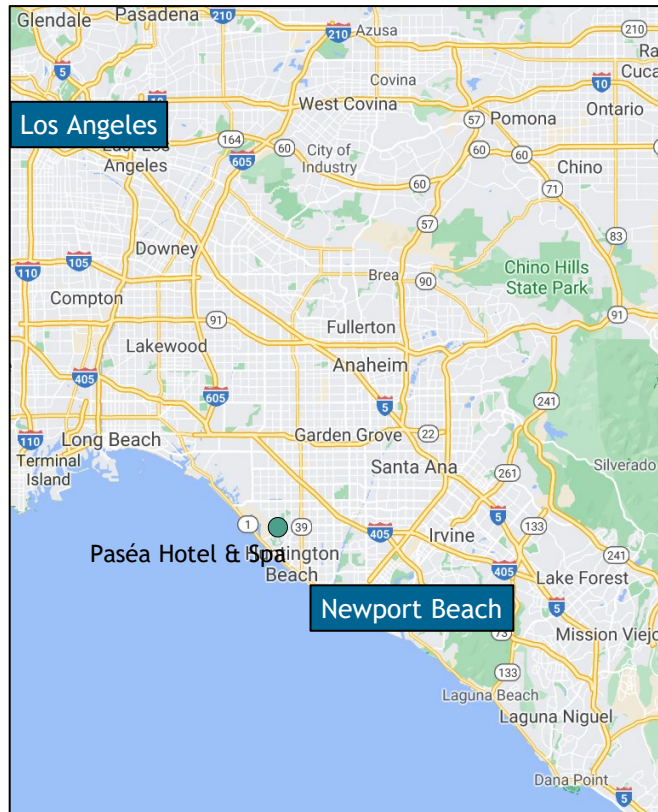 Glendale
Pasadena
210
Azusa
210
Ra
Cuca
5
Covina
10
10
West Covina
Ontario
Los Angeles
East Los
Angeles
164
60
605
City of
Industry
57
Pomona
60
60
60
Chino
71
57
83
Downey
110
105
Brea
90
Chino Hills
State Park
Compton
91
Fullerton
91
Lakewood
Anaheim
405
605
5
241
110
Long Beach
Garden Grove
22
Terminal
Island
Santa Ana
261
Silverado
1
39
405
5
133
Irvine
241
Paséa Hotel & Spa
Huntington
Beach
405
Lake Forest
5
Newport Beach
73
Mission Viejo
133
Laguna Beach
Laguna Niguel
Dana Point
5